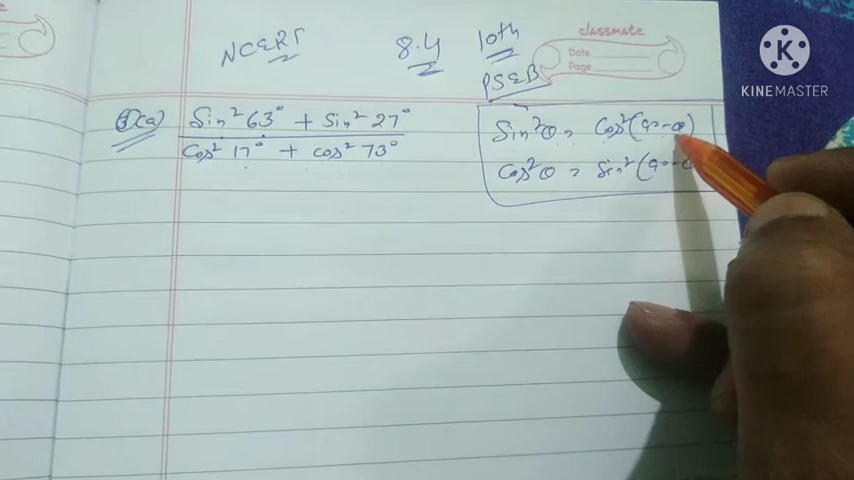 NCERT 8.4 10th
PSEB
classmate
Date
Page
KINEMASTER
③(a) Sin²63° + Sin²27°
Cos²17° + cos²73°
Sin²θ = Cos²(90-θ)
Cos²θ = Sin²(90-θ